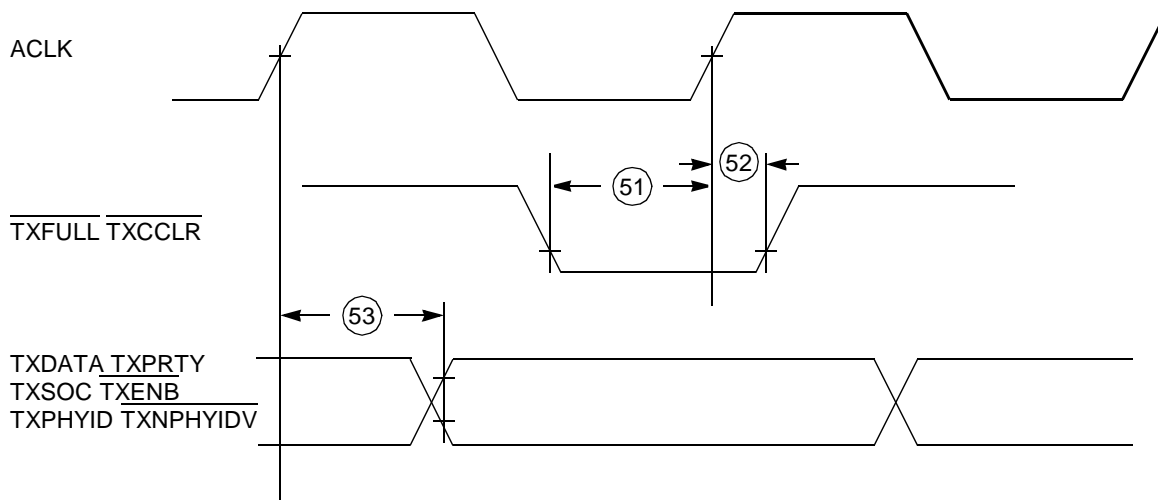 ACLK
52
51
TXFULL TXCCLR
53
TXDATA TXPRTY
TXSOC TXENB
TXPHYID TXNPHYIDV